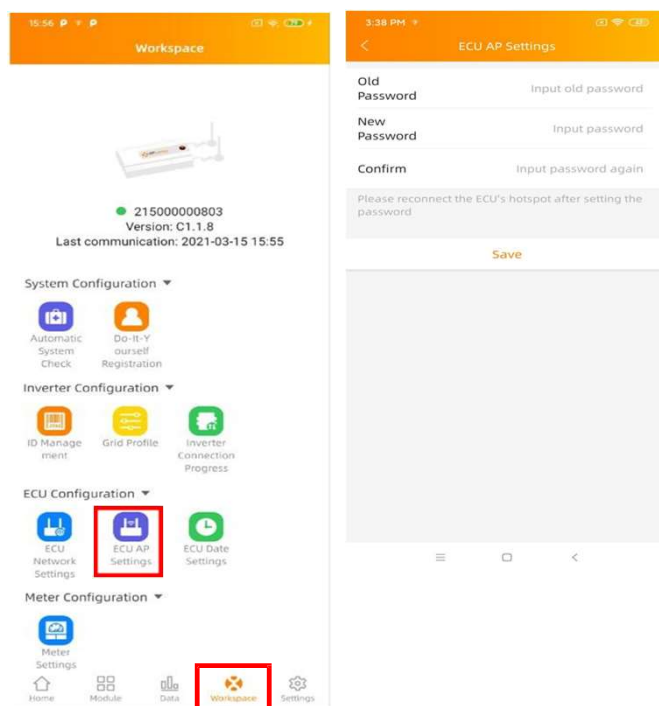 15:56
Workspace
215000000803
Version: C1.1.8
Last communication: 2021-03-15 15:55
System Configuration
Automatic
System
Check
Do-It-Y
ourself
Registration
Inverter Configuration
ID Manage
ment
Grid Profile
Inverter
Connection
Progress
ECU Configuration
ECU
Network
Settings
ECU AP
Settings
ECU Date
Settings
Meter Configuration
Meter
Settings
Home Module Data Workspace Settings
3:38 PM
ECU AP Settings
Old
Password
Input old password
New
Password
Input password
Confirm Input password again
Please reconnect the ECU's hotspot after setting the
password
Save